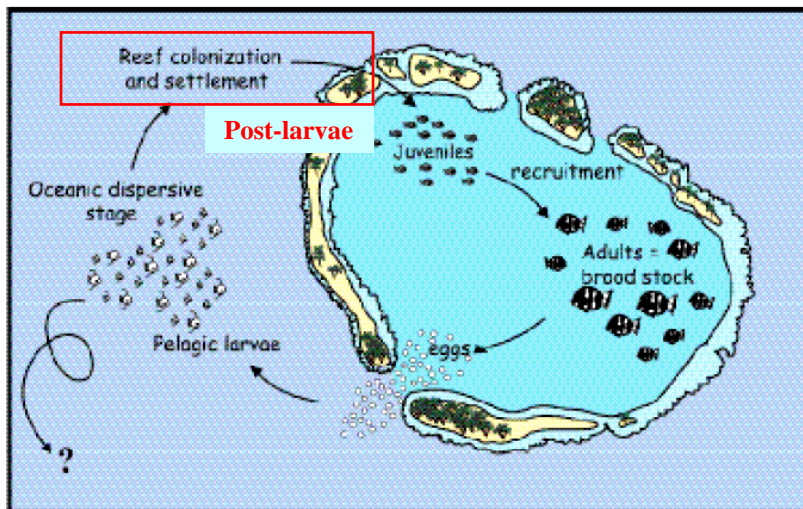 Reef colonization
and settlement
Post-larvae
Juveniles
recruitment
Oceanic dispersive
stage
Adults =
brood stock
Pelagic larvae
eggs
?